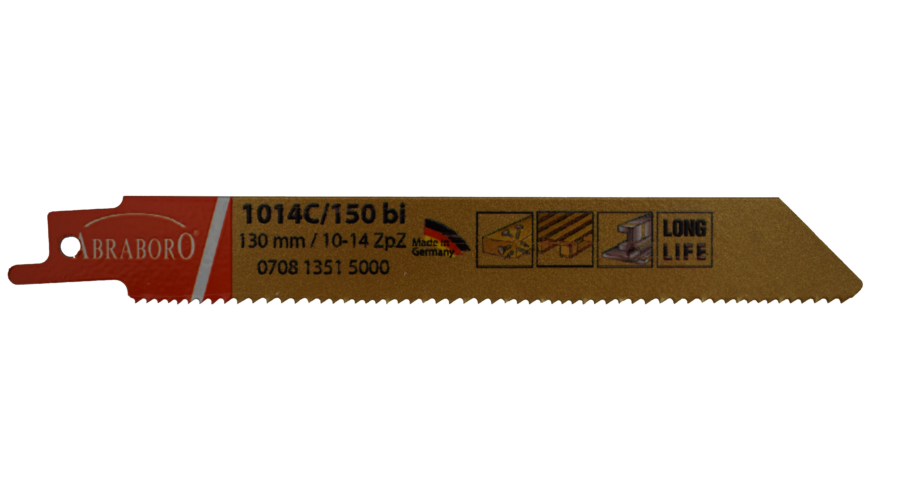 ABRABORO®
1014C/150 bi
130 mm / 10-14 ZpZ
0708 1351 5000
Made in
Germany
LONG
LIFE